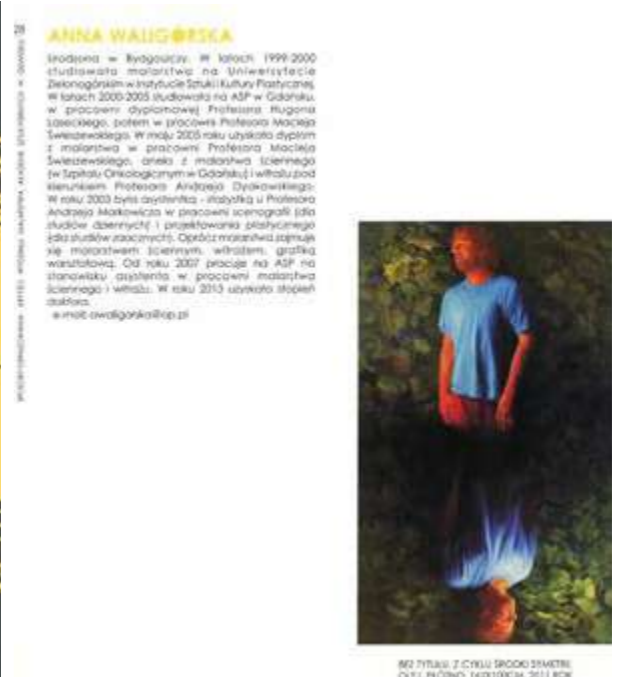 ANNA WALIGÓRSKA
Urodzona w Bydgoszczy. W latach 1999-2000
studiowała malarstwo na Uniwersytecie
Zielonogórskim w Instytucie Sztuki i Kultury Plastycznej.
W latach 2000-2005 studiowała na ASP w Gdańsku,
w pracowni dyplomowej Profesora Hugona
Laseckiego, potem w pracowni Profesora Macieja
Świeszewskiego. W maju 2005 roku uzyskała dyplom
z malarstwa w pracowni Profesora Macieja
Świeszewskiego, aneks z malarstwa ściennego
(w Szpitalu Onkologicznym w Gdańsku) i witrażu pod
kierunkiem Profesora Andrzeja Dyakowskiego.
W roku 2003 była asystentką - stażystką u Profesora
Andrzeja Markowicza w pracowni scenografii (dla
studiów dziennych) i projektowania plastycznego
(dla studiów zaocznych). Oprócz malarstwa zajmuje
się malarstwem ściennym, witrażem, grafiką
warsztatową. Od roku 2007 pracuje na ASP na
stanowisku asystenta w pracowni malarstwa
ściennego i witrażu. W roku 2013 uzyskała stopień
doktora.
e-mail: awaligorska@op.pl
BEZ TYTUŁU, Z CYKLU ŚRODKI SYMETRII,
OLEJ, PŁÓTNO, 2011 ROK